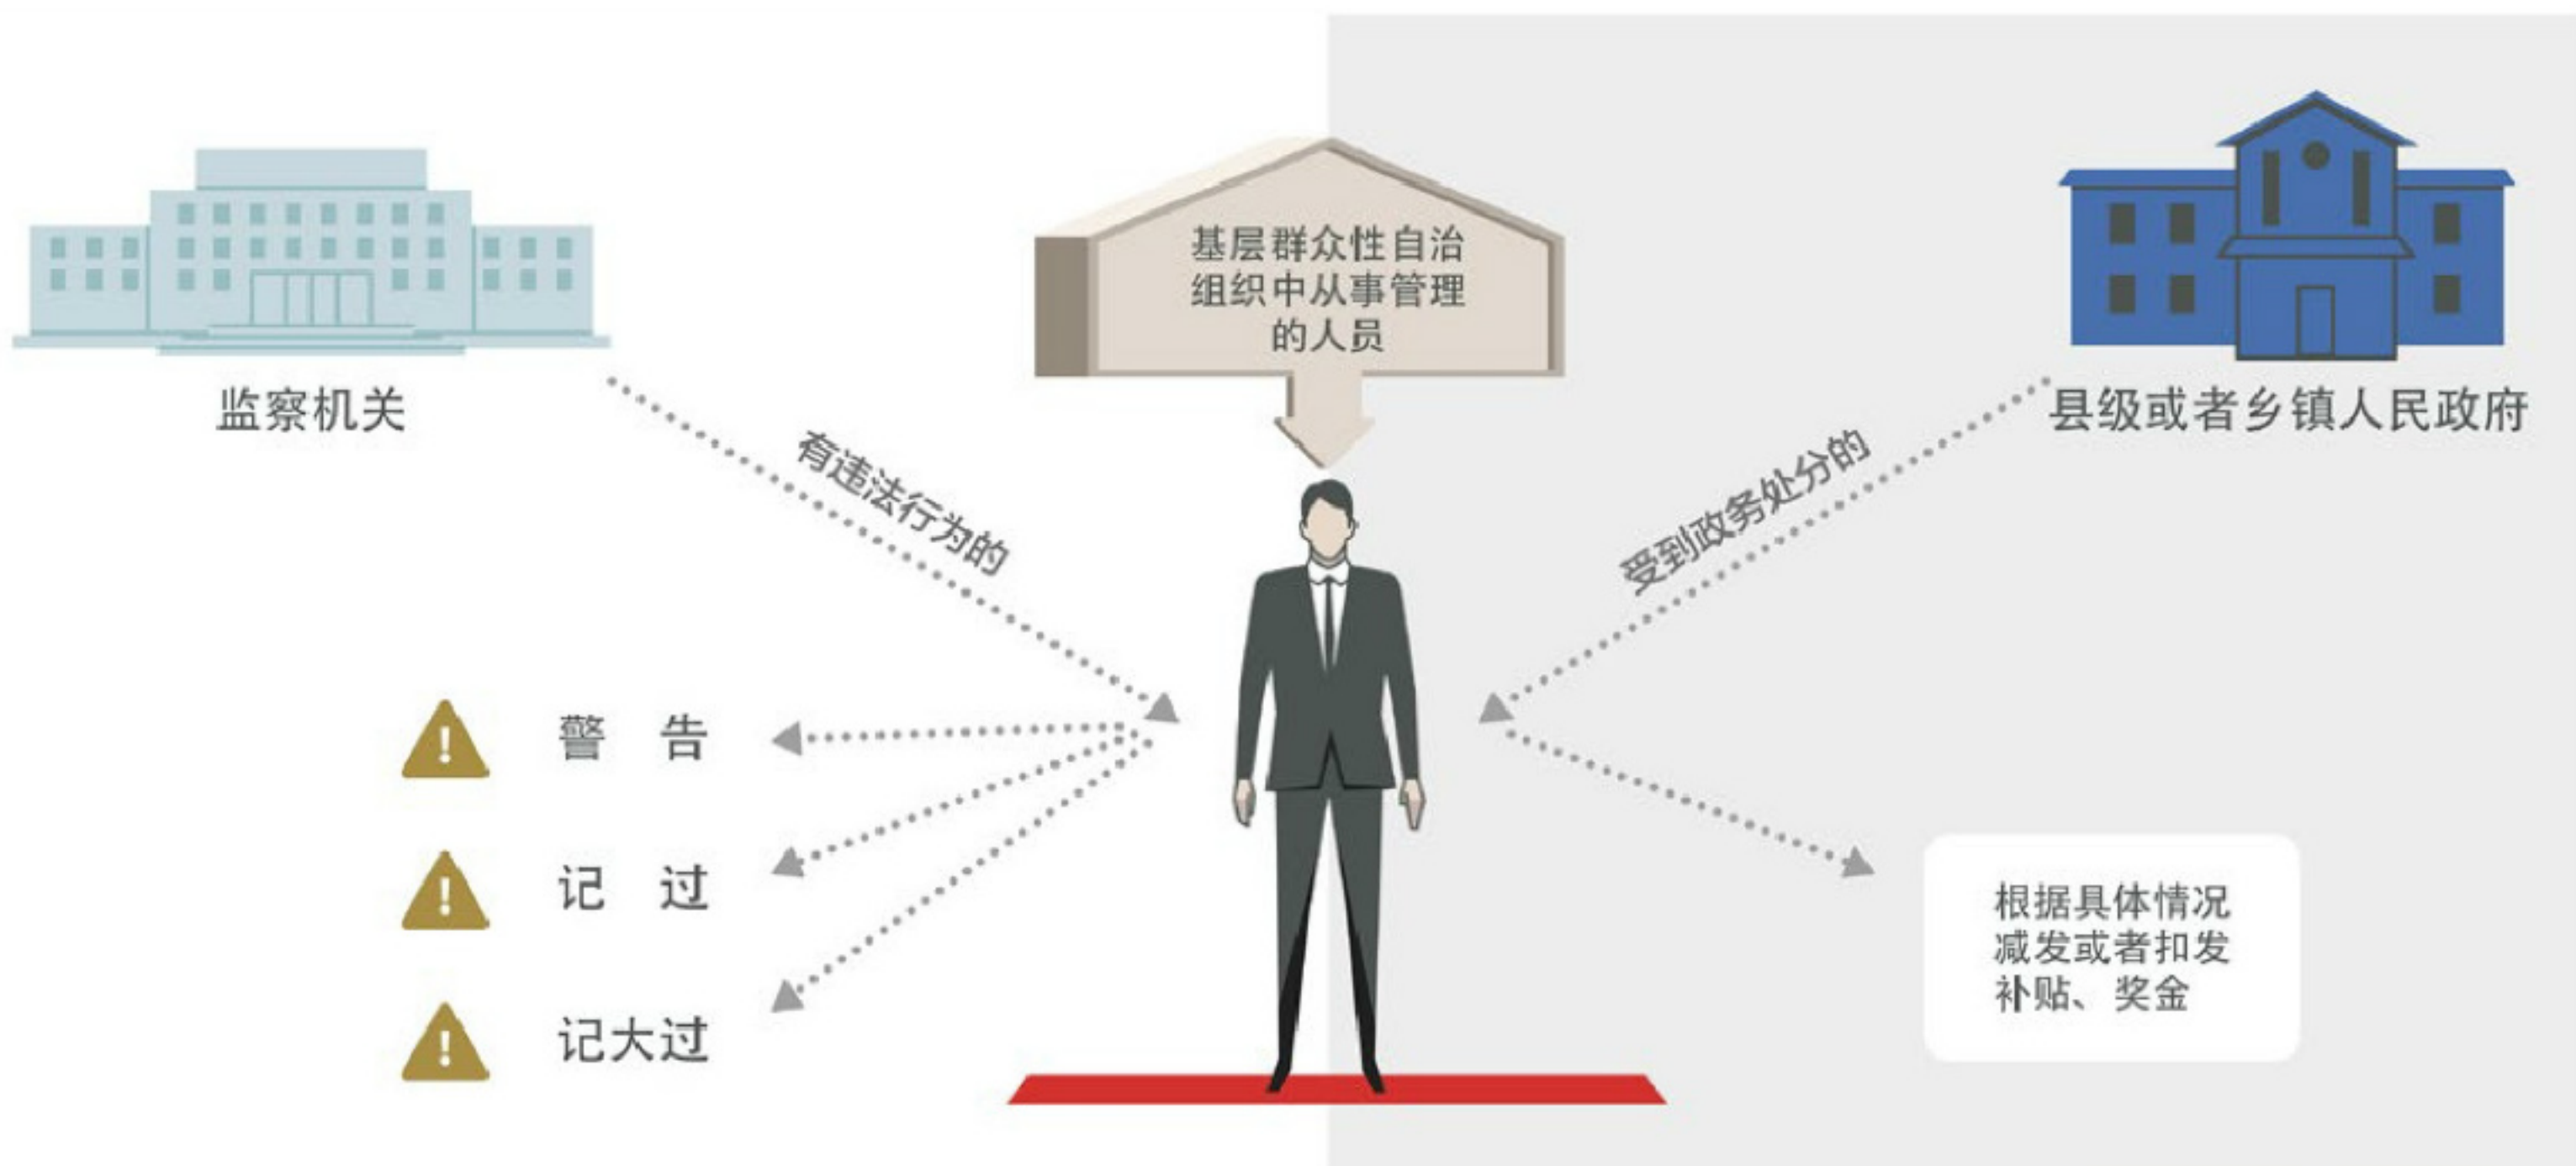 基层群众性自治
组织中从事管理
的人员
监察机关
县级或者乡镇人民政府
有违法行为的
受到政务处分的
警 告
记 过
记大过
根据具体情况
减发或者扣发
补贴、奖金